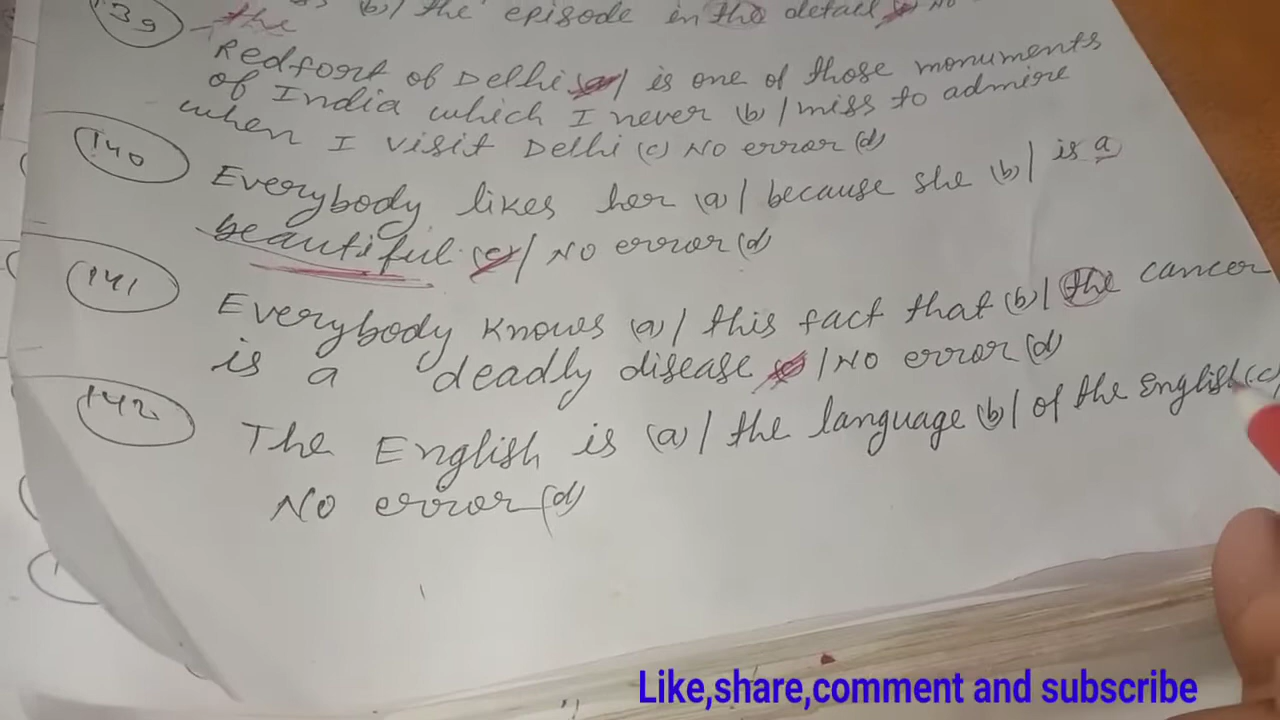 139 the (b) / the episode in the detail No
Redfort of Delhi (a) / is one of those monuments
of India which I never (b) / miss to admire
when I visit Delhi (c) No error (d)
140 Everybody likes her (a) / because she (b) / is a
beautiful. (c) / No error (d)
141 Everybody knows (a) / this fact that (b) / the cancer
is a deadly disease (c) / No error (d)
142 The English is (a) / the language (b) / of the English (c)
No error (d)
Like,share,comment and subscribe